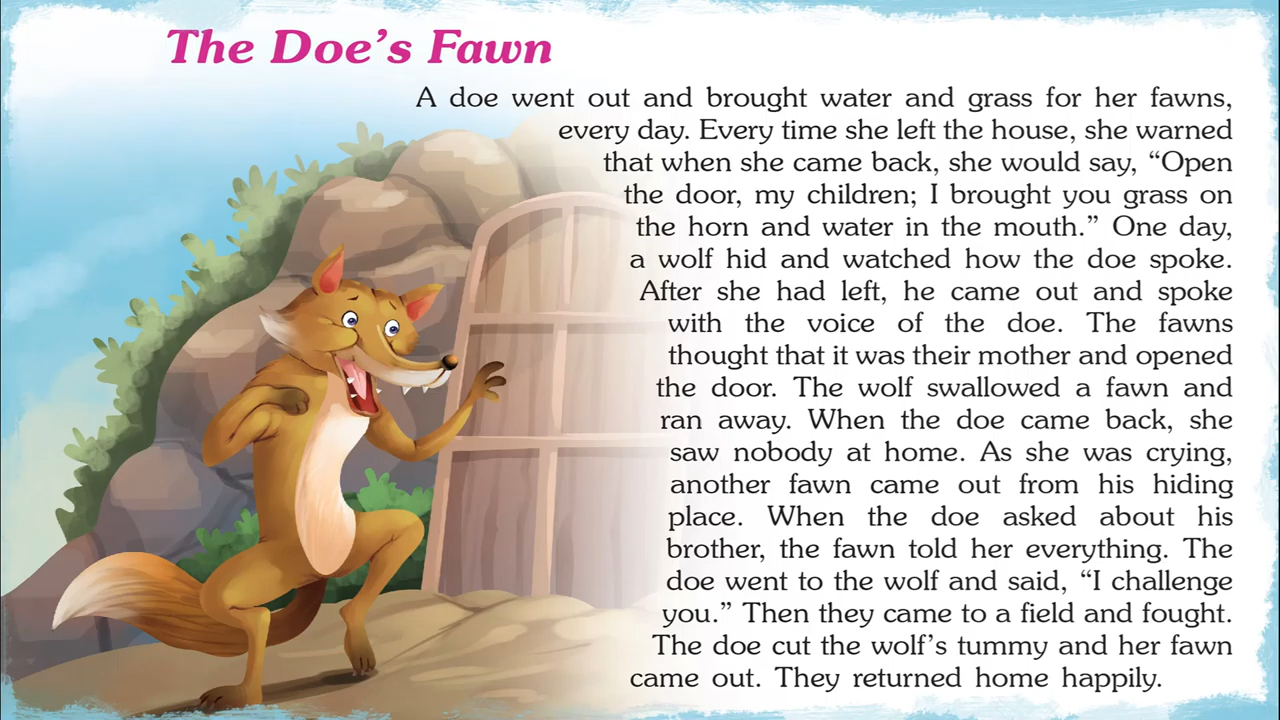 The Doe's Fawn
A doe went out and brought water and grass for her fawns,
every day. Every time she left the house, she warned
that when she came back, she would say, “Open
the door, my children; I brought you grass on
the horn and water in the mouth.” One day,
a wolf hid and watched how the doe spoke.
After she had left, he came out and spoke
with the voice of the doe. The fawns
thought that it was their mother and opened
the door. The wolf swallowed a fawn and
ran away. When the doe came back, she
saw nobody at home. As she was crying,
another fawn came out from his hiding
place. When the doe asked about his
brother, the fawn told her everything. The
doe went to the wolf and said, “I challenge
you.” Then they came to a field and fought.
The doe cut the wolf’s tummy and her fawn
came out. They returned home happily.